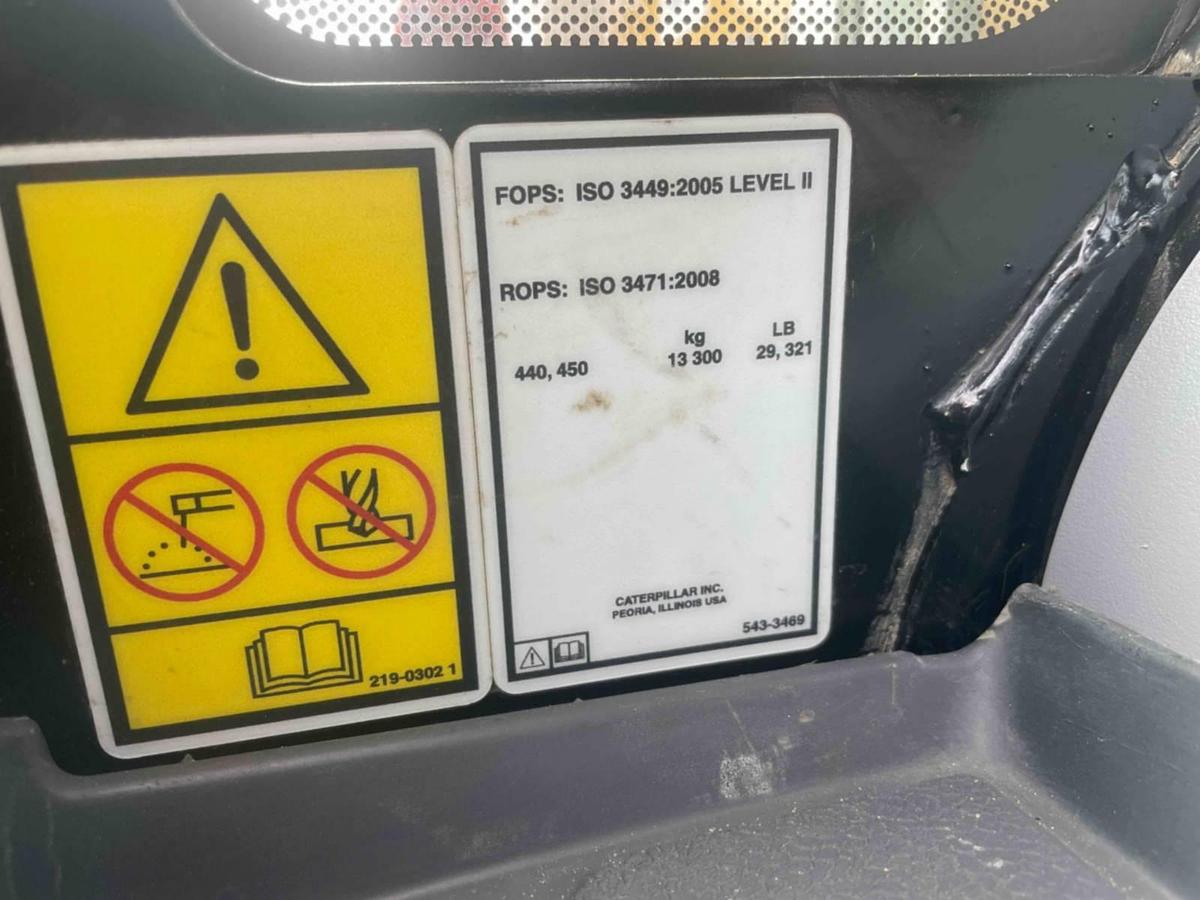 FOPS: ISO 3449:2005 LEVEL II
ROPS: ISO 3471:2008
kg LB
440, 450 13 300 29, 321
CATERPILLAR INC.
PEORIA, ILLINOIS USA
543-3469
219-0302 1